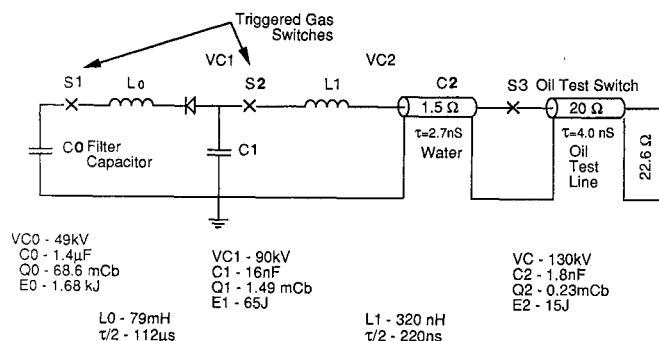 Triggered Gas
Switches
VC1
VC2
S1
Lo
S2
L1
C2
S3
Oil Test Switch
1.5 Ω
20 Ω
τ=2.7nS
Water
τ=4.0 nS
Oil
Test
Line
22.6 Ω
C0 Filter
Capacitor
C1
VC0 - 49kV
C0 - 1.4μF
Q0 - 68.6 mCb
E0 - 1.68 kJ
VC1 - 90kV
C1 - 16nF
Q1 - 1.49 mCb
E1 - 65J
VC - 130kV
C2 - 1.8nF
Q2 - 0.23mCb
E2 - 15J
L0 - 79mH
τ/2 - 112μs
L1 - 320 nH
τ/2 - 220ns